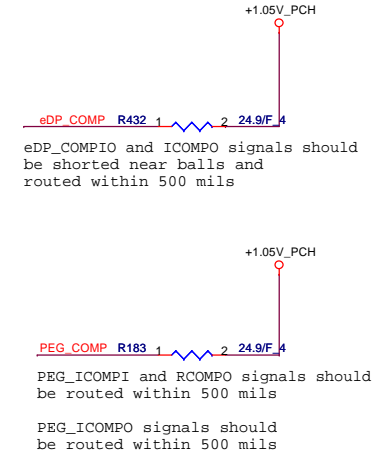 +1.05V_PCH
eDP_COMP R432 1 2 24.9/F_4
eDP_COMPIO and ICOMPO signals should
be shorted near balls and
routed within 500 mils
+1.05V_PCH
PEG_COMP R183 1 2 24.9/F_4
PEG_ICOMPI and RCOMPO signals should
be routed within 500 mils
PEG_ICOMPO signals should
be routed within 500 mils